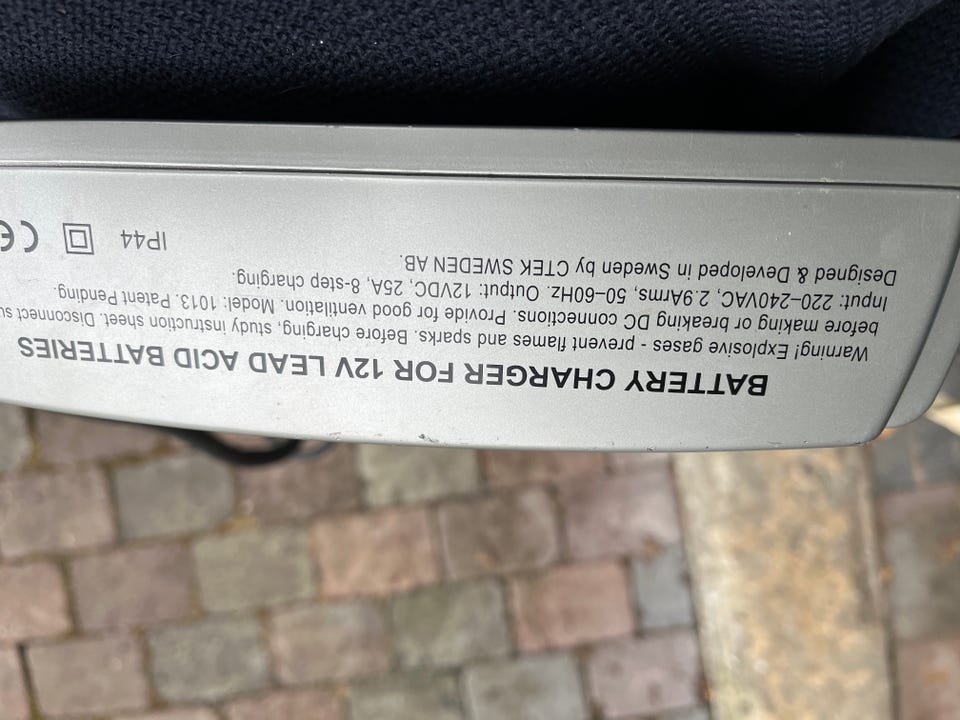 BATTERY CHARGER FOR 12V LEAD ACID BATTERIES
Warning! Explosive gases - prevent flames and sparks. Before charging, study instruction sheet. Disconnect
before making or breaking DC connections. Provide for good ventilation. Model: 1013. Patent Pending.
Input: 220–240VAC, 2.9Arms, 50–60Hz. Output: 12VDC, 25A, 8-step charging.
Designed & Developed in Sweden by CTEK SWEDEN AB.
IP44 CE